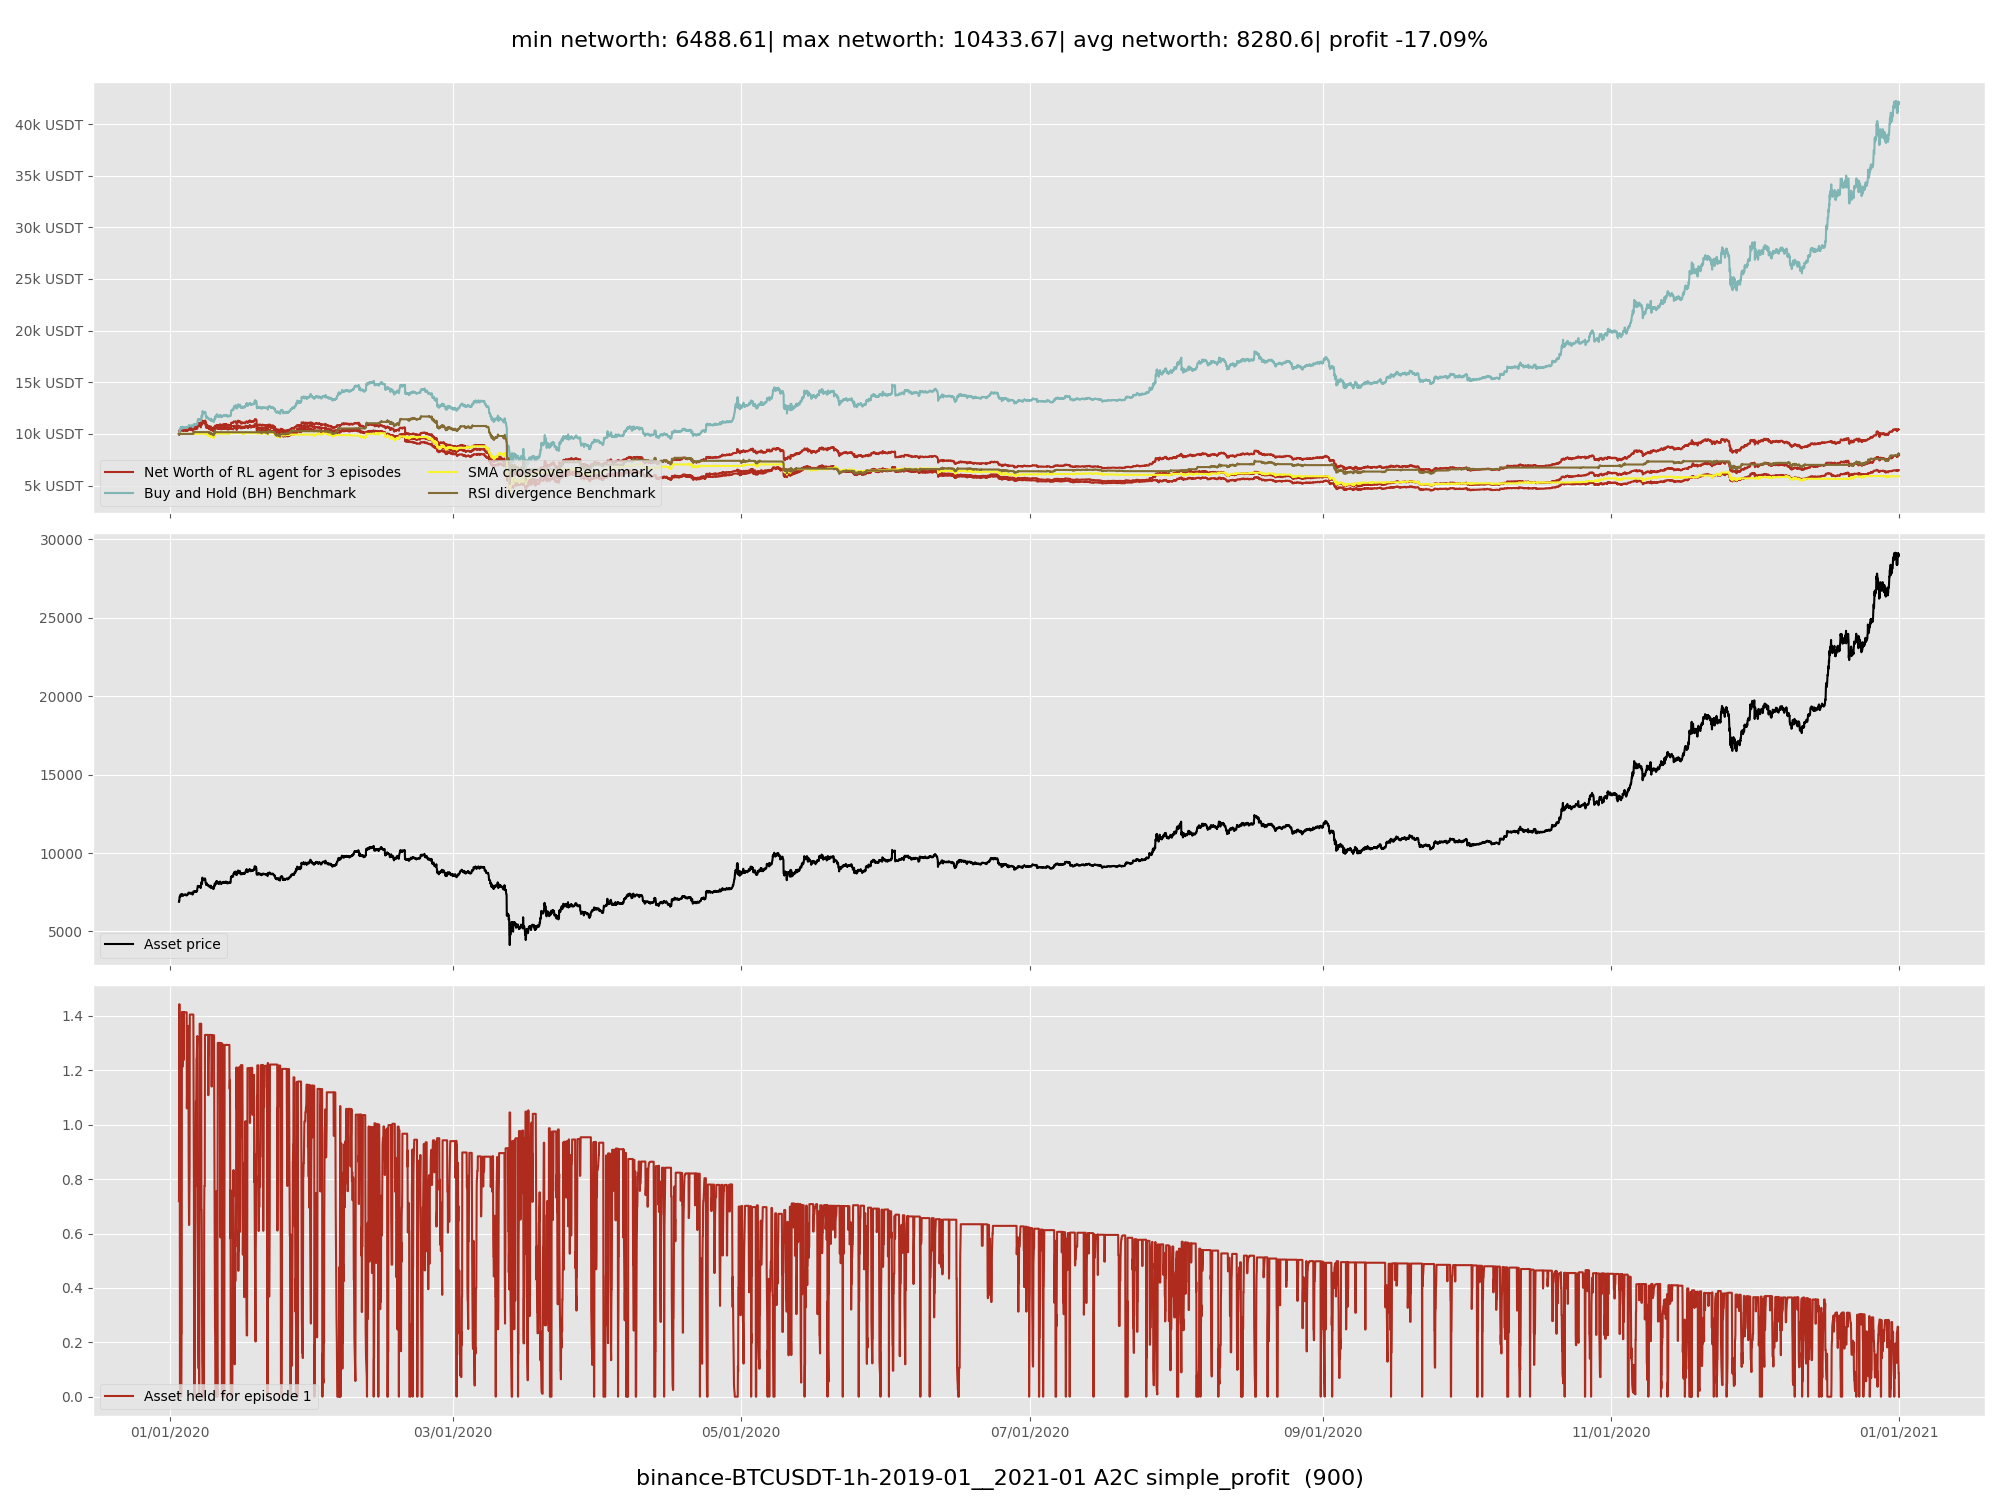 min networth: 6488.61| max networth: 10433.67| avg networth: 8280.6| profit -17.09%
40k USDT
35k USDT
30k USDT
25k USDT
20k USDT
15k USDT
10k USDT
5k USDT
Net Worth of RL agent for 3 episodes
Buy and Hold (BH) Benchmark
SMA crossover Benchmark
RSI divergence Benchmark
30000
25000
20000
15000
10000
5000
Asset price
1.4
1.2
1.0
0.8
0.6
0.4
0.2
0.0
Asset held for episode 1
01/01/2020
03/01/2020
05/01/2020
07/01/2020
09/01/2020
11/01/2020
01/01/2021
binance-BTCUSDT-1h-2019-01__2021-01 A2C simple_profit (900)